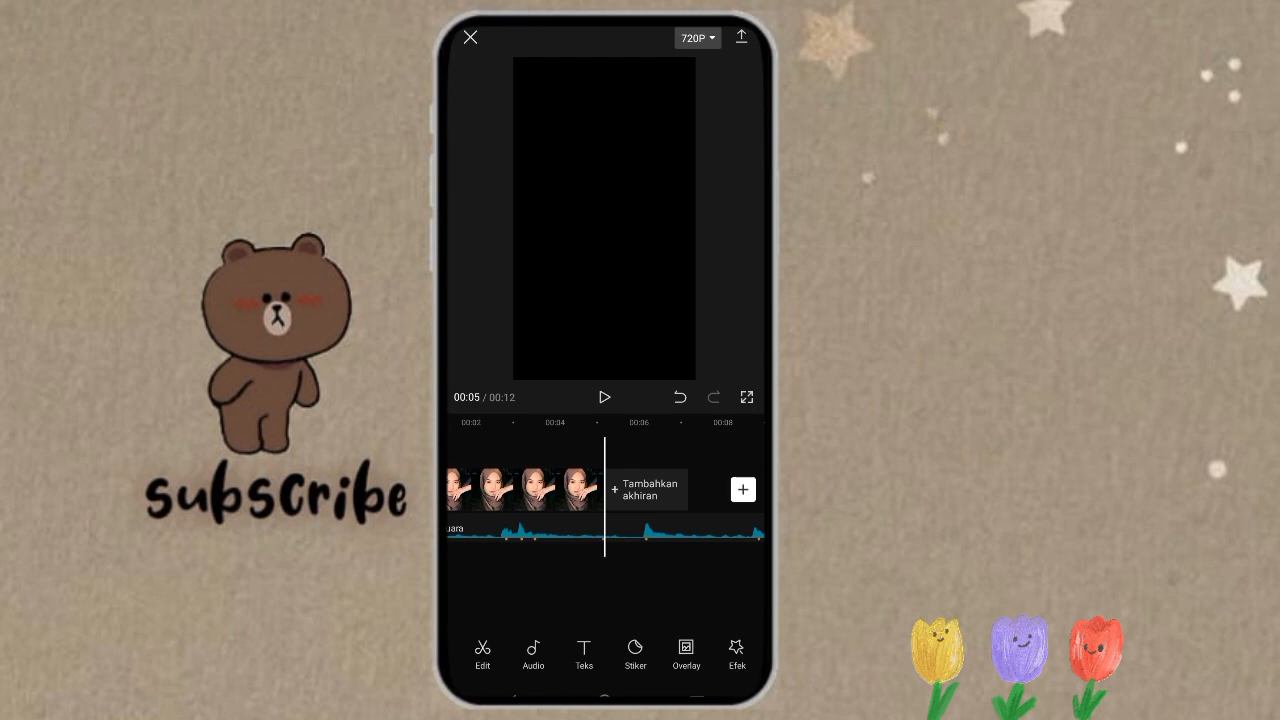 720P
00:05 / 00:12
00:02
00:04
00:06
00:08
+ Tambahkan
akhiran
+
uara
subscribe
Edit
Audio
Teks
Stiker
Overlay
Efek